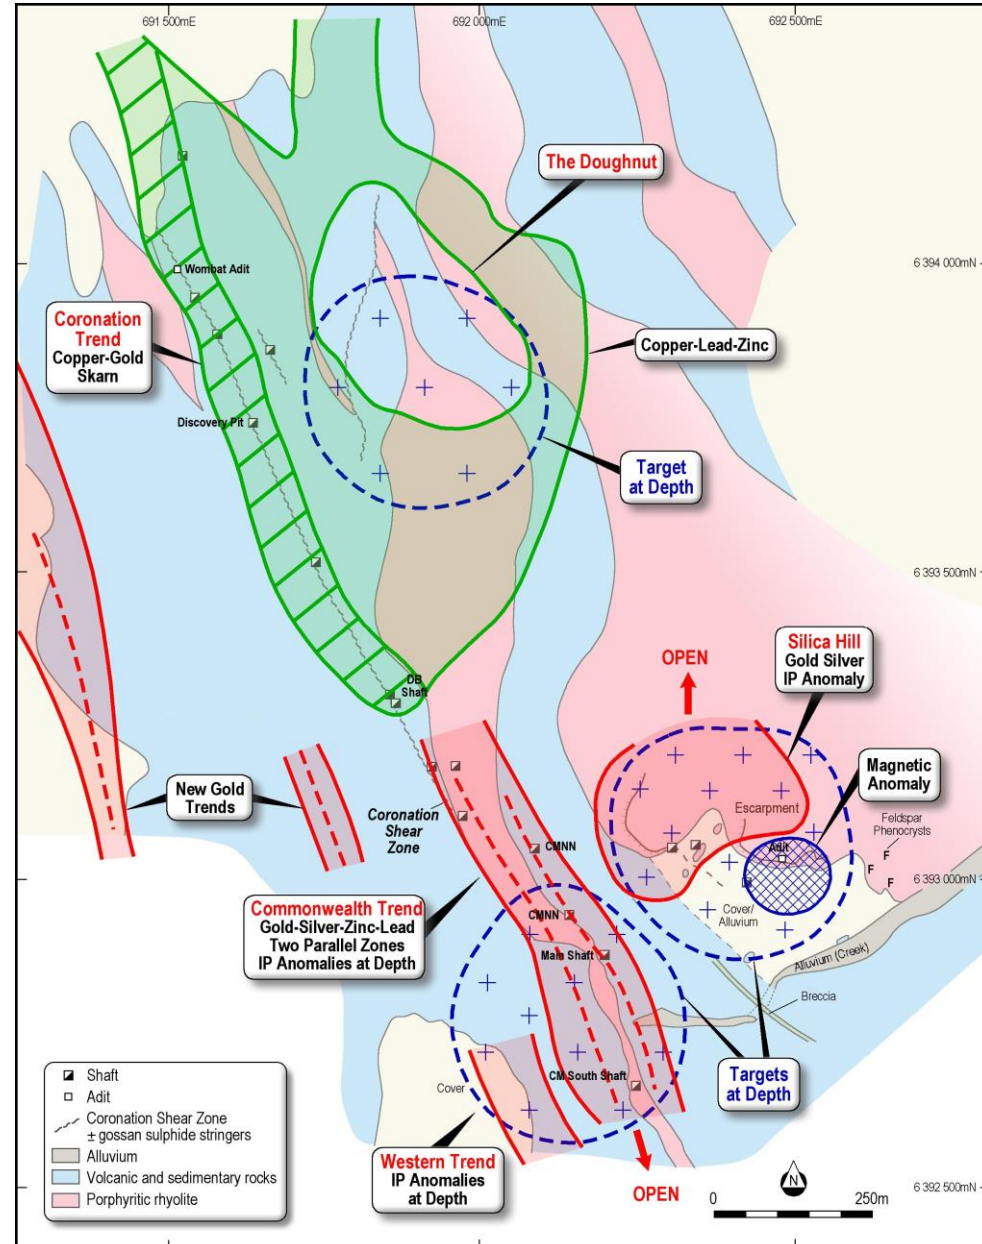 691 500mE
692 000mE
692 500mE
The Doughnut
6 394 000mN
Wombat Adit
Coronation
Trend
Copper-Gold
Skarn
Copper-Lead-Zinc
Discovery Pit
Target
at Depth
6 393 500mN
Silica Hill
Gold Silver
IP Anomaly
OPEN
DB
Shaft
Magnetic
Anomaly
New Gold
Trends
Escarpment
Feldspar
Phenocrysts
Coronation
Shear
Zone
CMNN
Adit
F
F
F
6 393 000mN
Commonwealth Trend
Gold-Silver-Zinc-Lead
Two Parallel Zones
IP Anomalies at Depth
CMNN
Cover/
Alluvium
Main Shaft
Alluvium (Creek)
Breccia
CM South Shaft
Targets
at Depth
Cover
Shaft
Adit
Coronation Shear Zone
± gossan sulphide stringers
Alluvium
Volcanic and sedimentary rocks
Porphyritic rhyolite
Western Trend
IP Anomalies
at Depth
OPEN
N
0
250m
6 392 500mN